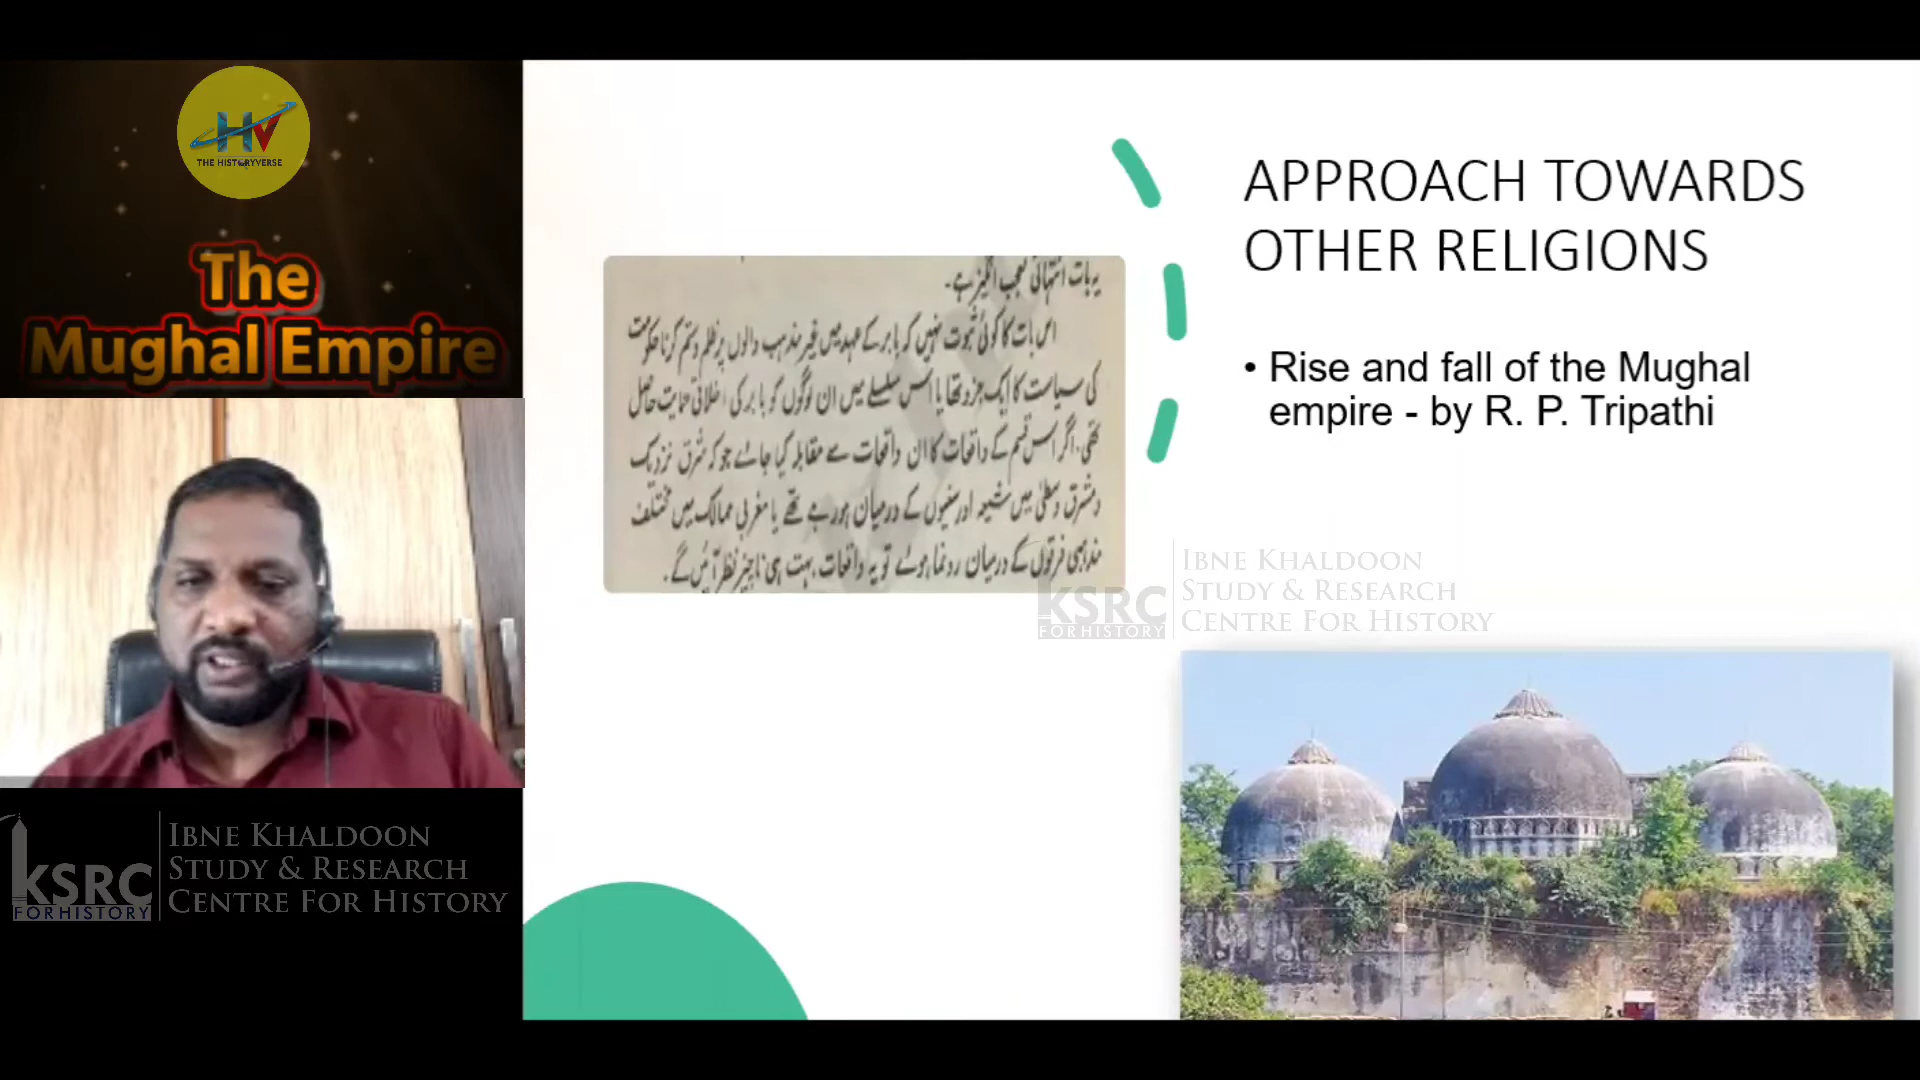 HV
THE HISTORYVERSE
The
Mughal Empire
APPROACH TOWARDS
OTHER RELIGIONS
• Rise and fall of the Mughal
empire - by R. P. Tripathi
یہ بات انتہائی تعجب انگیز ہے۔
اس بات کا کوئی ثبوت نہیں کہ بابر کے عہد میں غیر مذہب والوں پر ظلم و ستم کرنا حکومت
کی سیاست کا ایک جزو تھا یا اس سلسلے میں ان لوگوں کو بابر کی اخلاقی حمایت حاصل
تھی۔ اگر اس قسم کے واقعات کا ان واقعات سے مقابلہ کیا جائے جو کہ مشرق نزدیک
و مشرق وسطیٰ میں شیعہ اور سنیوں کے درمیان ہو رہے تھے یا مغربی ممالک میں مختلف
مذہبی فرقوں کے درمیان رونما ہوئے تو یہ واقعات بہت ہی ناچیز نظر آئیں گے۔
KSRC
FOR HISTORY
IBNE KHALDOON
STUDY & RESEARCH
CENTRE FOR HISTORY
KSRC
FOR HISTORY
IBNE KHALDOON
STUDY & RESEARCH
CENTRE FOR HISTORY